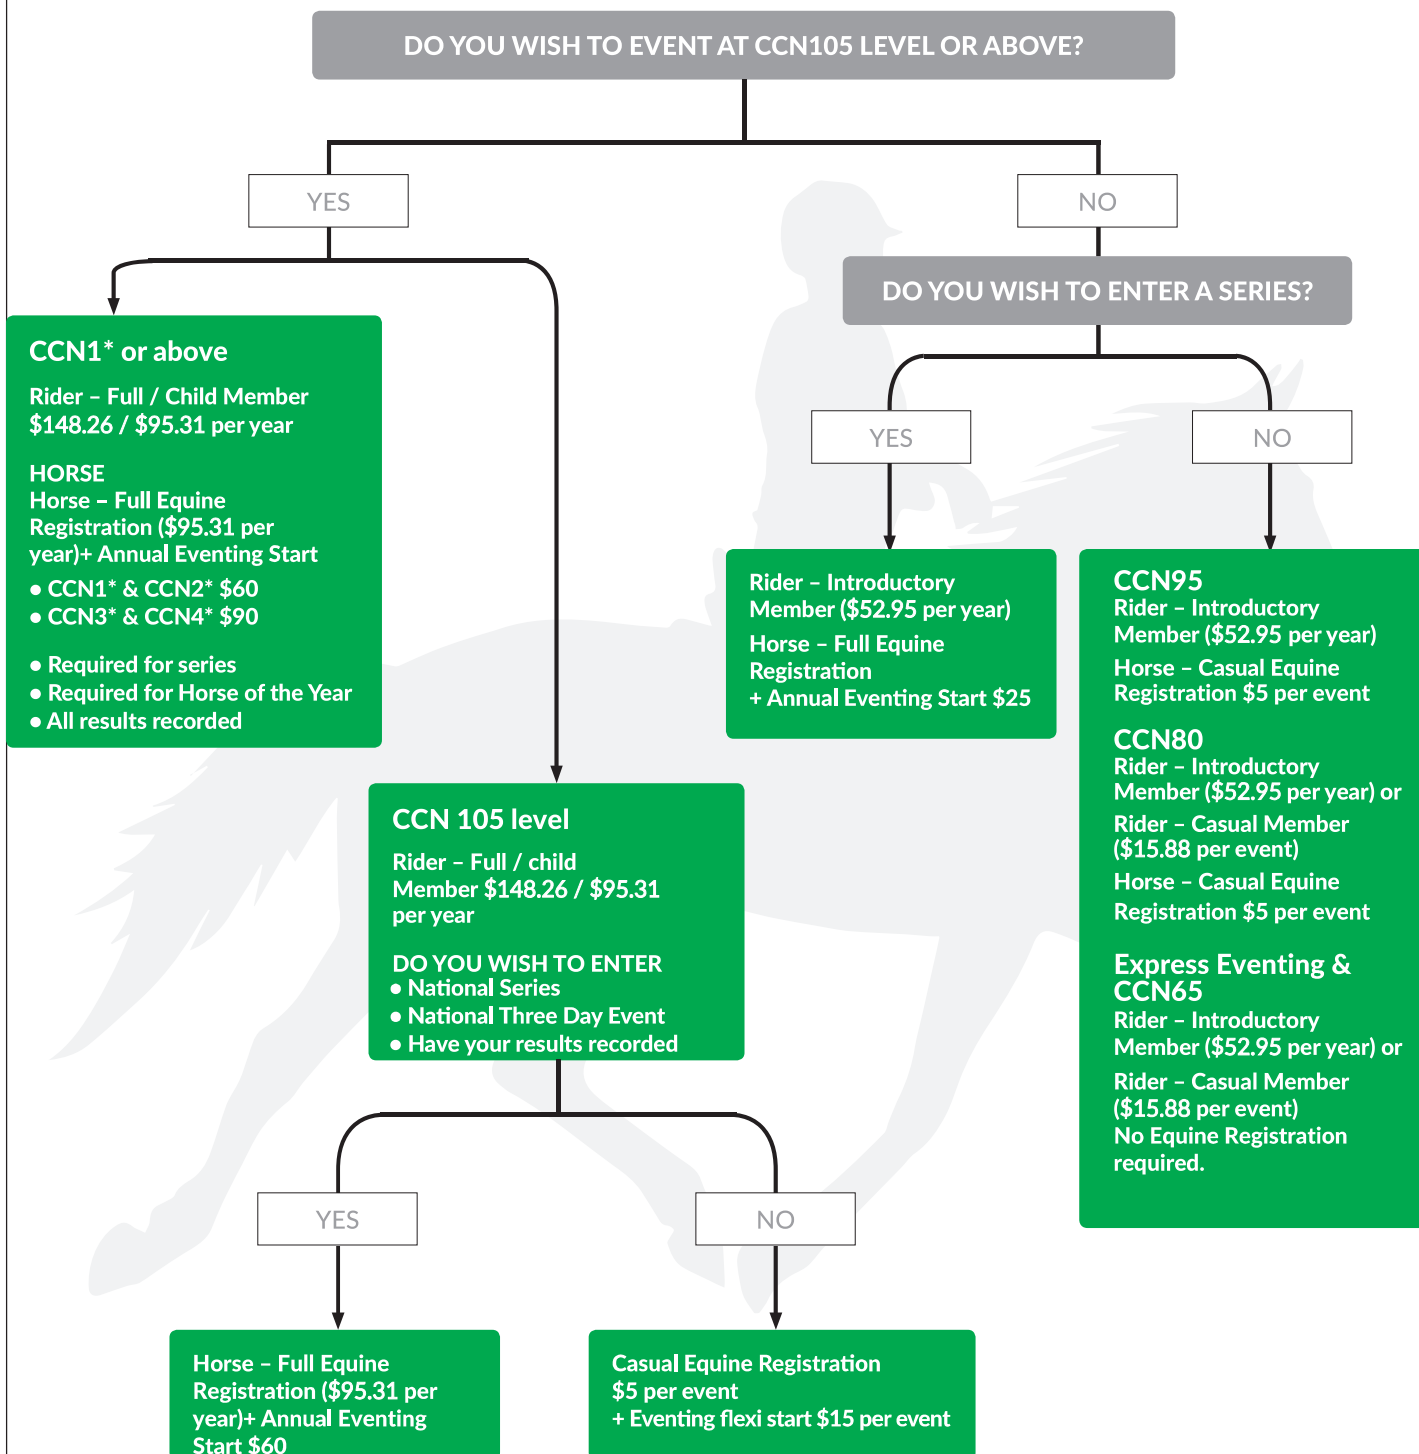 DO YOU WISH TO EVENT AT CCN105 LEVEL OR ABOVE?
YES
NO
DO YOU WISH TO ENTER A SERIES?
CCN1* or above
Rider – Full / Child Member
$148.26 / $95.31 per year
HORSE
Horse – Full Equine
Registration ($95.31 per
year)+ Annual Eventing Start
● CCN1* & CCN2* $60
● CCN3* & CCN4* $90
● Required for series
● Required for Horse of the Year
● All results recorded
YES
NO
Rider – Introductory
Member ($52.95 per year)
Horse – Full Equine
Registration
+ Annual Eventing Start $25
CCN95
Rider – Introductory
Member ($52.95 per year)
Horse – Casual Equine
Registration $5 per event
CCN80
Rider – Introductory
Member ($52.95 per year) or
Rider – Casual Member
($15.88 per event)
Horse – Casual Equine
Registration $5 per event
Express Eventing &
CCN65
Rider – Introductory
Member ($52.95 per year) or
Rider – Casual Member
($15.88 per event)
No Equine Registration
required.
CCN 105 level
Rider – Full / child
Member $148.26 / $95.31
per year
DO YOU WISH TO ENTER
● National Series
● National Three Day Event
● Have your results recorded
YES
NO
Horse – Full Equine
Registration ($95.31 per
year)+ Annual Eventing
Start $60
Casual Equine Registration
$5 per event
+ Eventing flexi start $15 per event